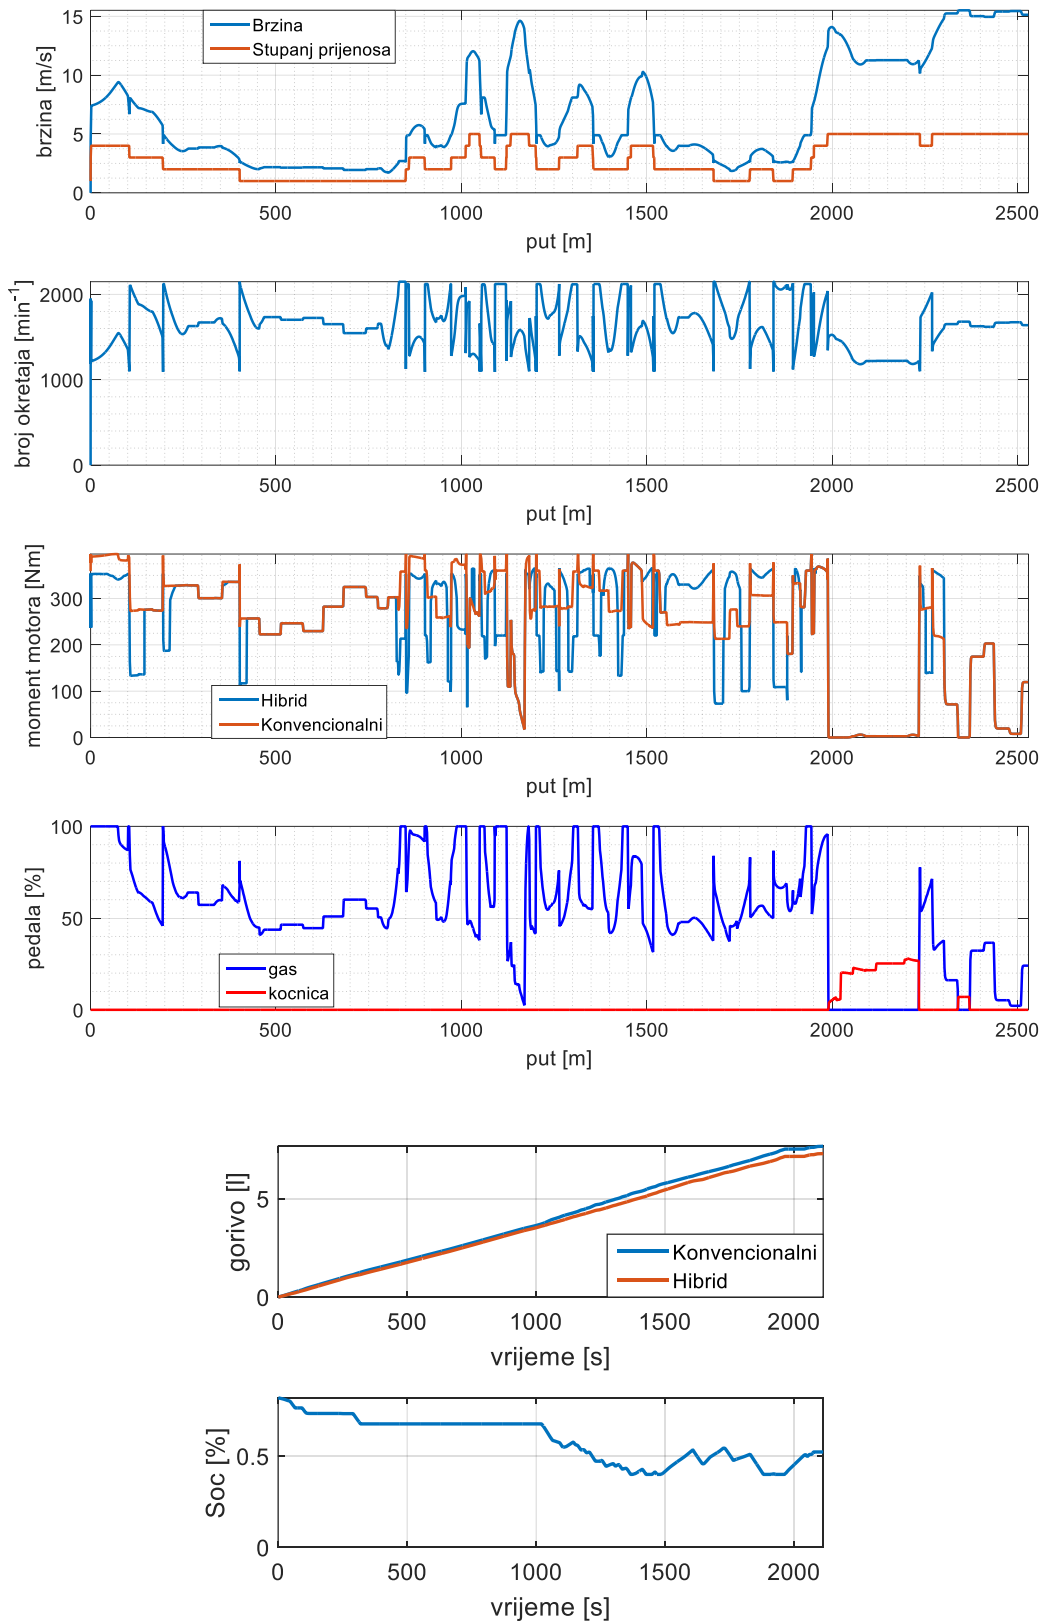 15
10
5
0
brzina [m/s]
Brzina
Stupanj prijenosa
0
500
1000
1500
2000
2500
put [m]
2000
1000
0
broj okretaja [min-1]
0
500
1000
1500
2000
2500
put [m]
300
200
100
0
moment motora [Nm]
Hibrid
Konvencionalni
0
500
1000
1500
2000
2500
put [m]
100
50
0
pedala [%]
gas
kocnica
0
500
1000
1500
2000
2500
put [m]
5
0
gorivo [l]
Konvencionalni
Hibrid
0
500
1000
1500
2000
vrijeme [s]
0.5
0
Soc [%]
0
500
1000
1500
2000
vrijeme [s]